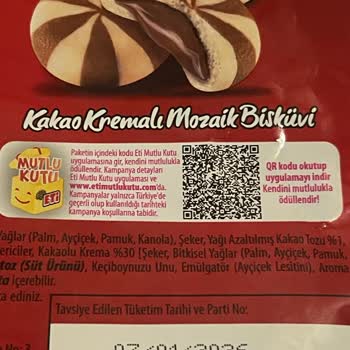 Kakao Kremalı Mozaik Bisküvi
MUTLU
KUTU
ETi
Paketin içindeki kodu Eti Mutlu Kutu
uygulamasına gir, kendini mutlulukla
ödüllendir. Kampanya detayları
Eti Mutlu Kutu uygulaması ve
www.etimutlukutu.com'da.
Kampanyalar yalnızca Türkiye'de
geçerli olup kullanıldığı tarihteki
kampanya koşullarına tabidir.
QR kodu okutup
uygulamayı indir
Kendini mutlulukla
ödüllendir!
Yağlar (Palm, Ayçiçek, Pamuk, Kanola), Şeker, Yağı Azaltılmış Kakao Tozu %1,
ericiler, Kakaolu Krema %30 [Şeker, Bitkisel Yağlar (Palm, Ayçiçek, Pamuk,
toz (Süt Ürünü), Keçiboynuzu Unu, Emülgatör (Ayçiçek Lesitini), Aroma
ta içerebilir.
a ediniz.
Tavsiye Edilen Tüketim Tarihi ve Parti No: